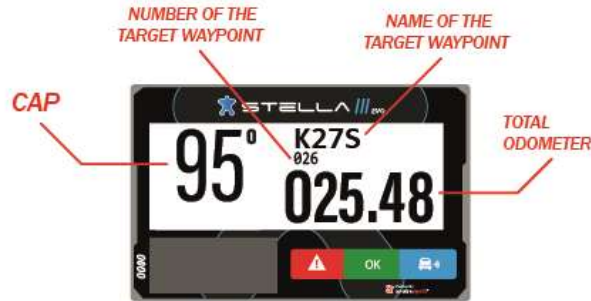 NUMBER OF THE
TARGET WAYPOINT
NAME OF THE
TARGET WAYPOINT
CAP
STELLA III EVO
95°
K27S
026
025.48
TOTAL
ODOMETER
OK